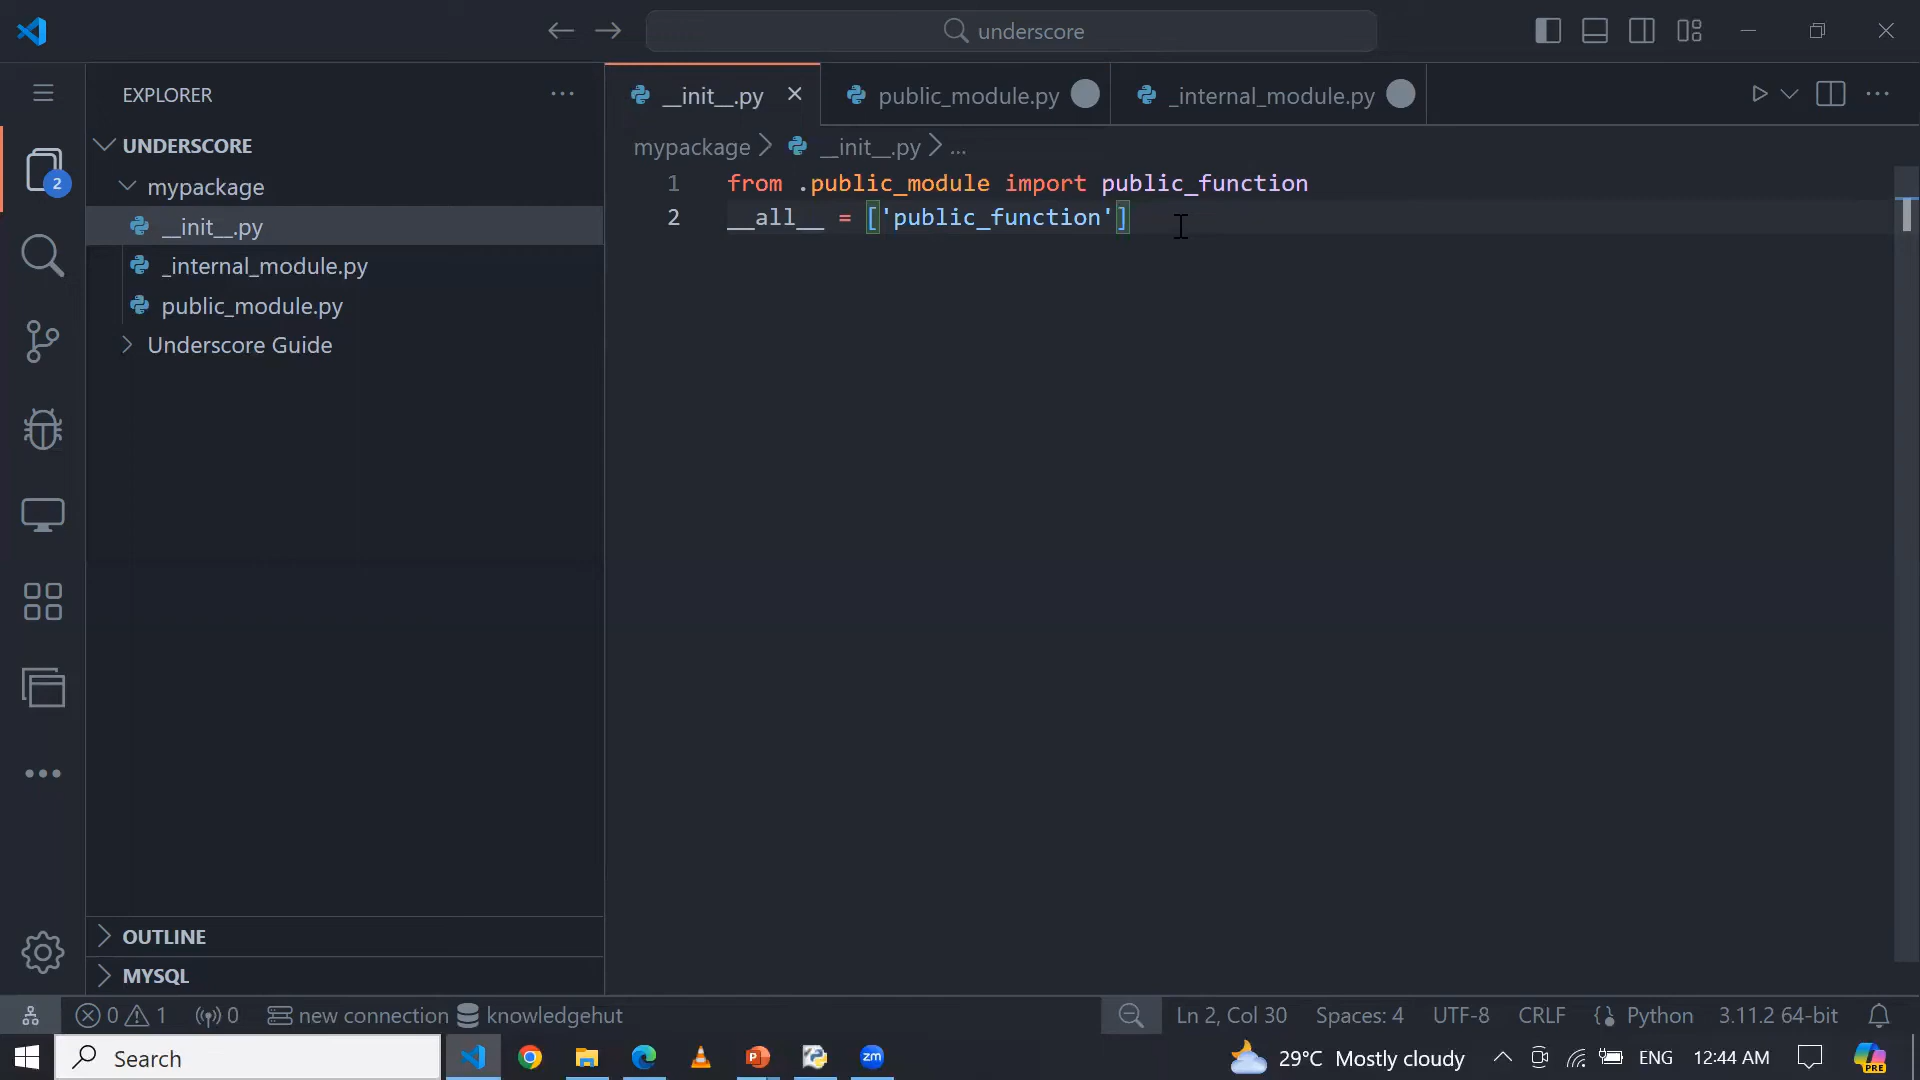 underscore
EXPLORER
UNDERSCORE
mypackage
__init__.py
_internal_module.py
public_module.py
Underscore Guide
OUTLINE
MYSQL
2
__init__.py
public_module.py
_internal_module.py
mypackage > __init__.py > ...
1 from .public_module import public_function
2 __all__ = ['public_function']
0 1 0 new connection knowledgehut Ln 2, Col 30 Spaces: 4 UTF-8 CRLF Python 3.11.2 64-bit
Search zm 29°C Mostly cloudy ENG 12:44 AM PRE